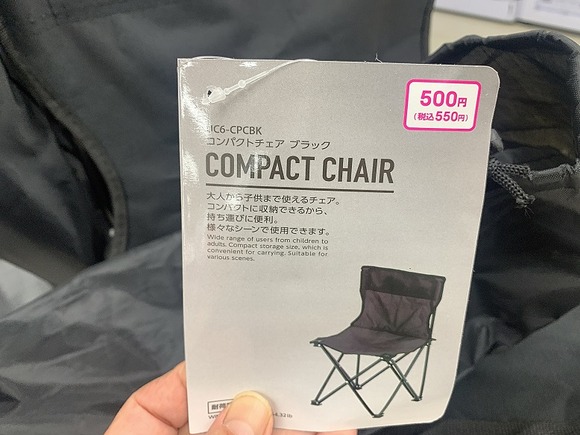 500円
(税込550円)
JC6-CPCBK
コンパクトチェア ブラック
COMPACT CHAIR
大人から子供まで使えるチェア。
コンパクトに収納できるから、
持ち運びに便利。
様々なシーンで使用できます。
Wide range of users from children to
adults. Compact storage size, which is
convenient for carrying. Suitable for
various scenes.